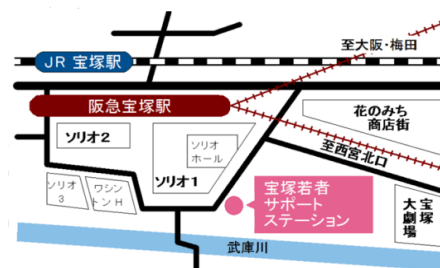 至大阪・梅田
JR 宝塚駅
阪急宝塚駅
花のみち
商店街
ソリオ2
ソリオ
ホール
至西宮北口
ソリオ1
ソリオ
3
ワシン
トンH
宝塚若者
サポート
ステーション
宝塚
大劇場
武庫川